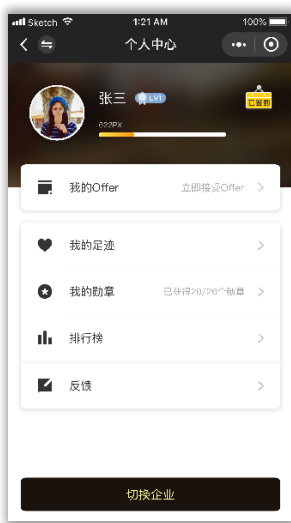 Sketch 1:21 AM 100%
个人中心
张三 LV1
已签到
622PX
我的Offer 立即接受Offer
我的足迹
我的勋章 已获得20/26个勋章
排行榜
反馈
切换企业